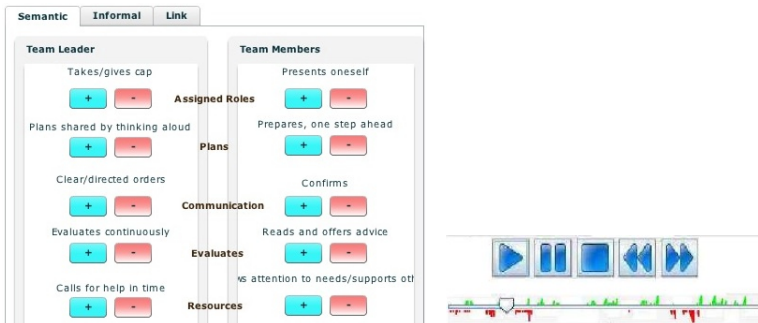 Semantic Informal Link
Team Leader Team Members
Takes/gives cap Presents oneself
+ - Assigned Roles + -
Plans shared by thinking aloud Prepares, one step ahead
+ - Plans + -
Clear/directed orders Confirms
+ - Communication + -
Evaluates continuously Reads and offers advice
+ - Evaluates + -
Calls for help in time attention to needs/supports
+ - Resources + -